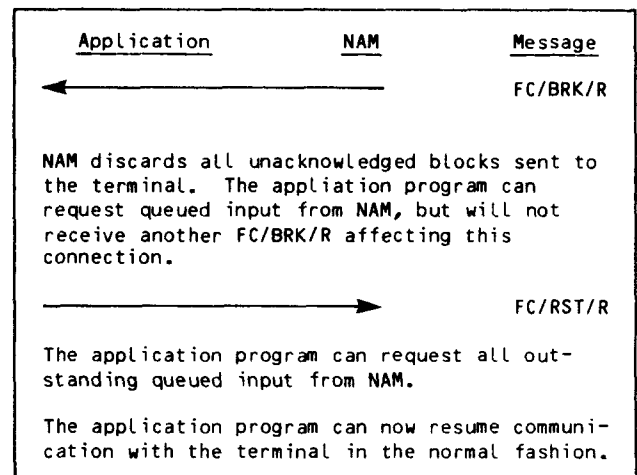 Application NAM Message
FC/BRK/R
NAM discards all unacknowledged blocks sent to
the terminal. The appliation program can
request queued input from NAM, but will not
receive another FC/BRK/R affecting this
connection.
FC/RST/R
The application program can request all out-
standing queued input from NAM.
The application program can now resume communi-
cation with the terminal in the normal fashion.